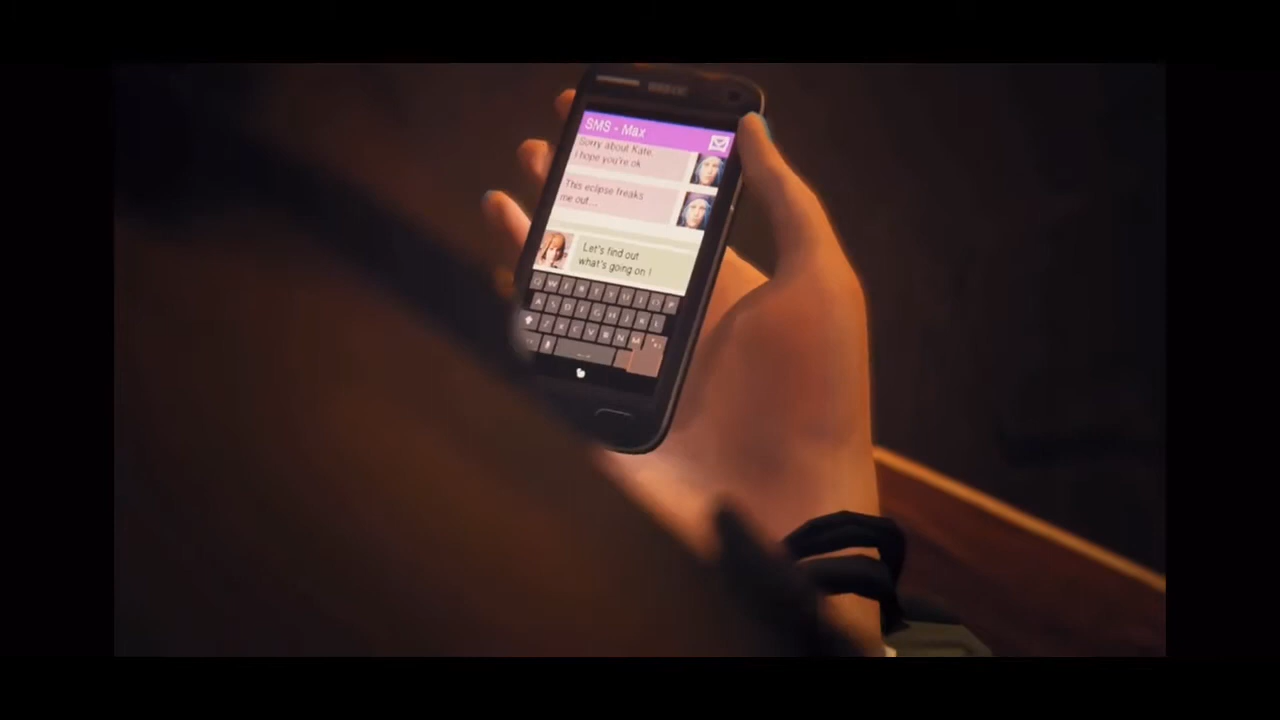 SMS - Max
Sorry about Kate.
I hope you're ok
This eclipse freaks
me out...
Let's find out
what's going on !
Q W E R T Y U I O P
A S D F G H J K L
Z X C V B N M